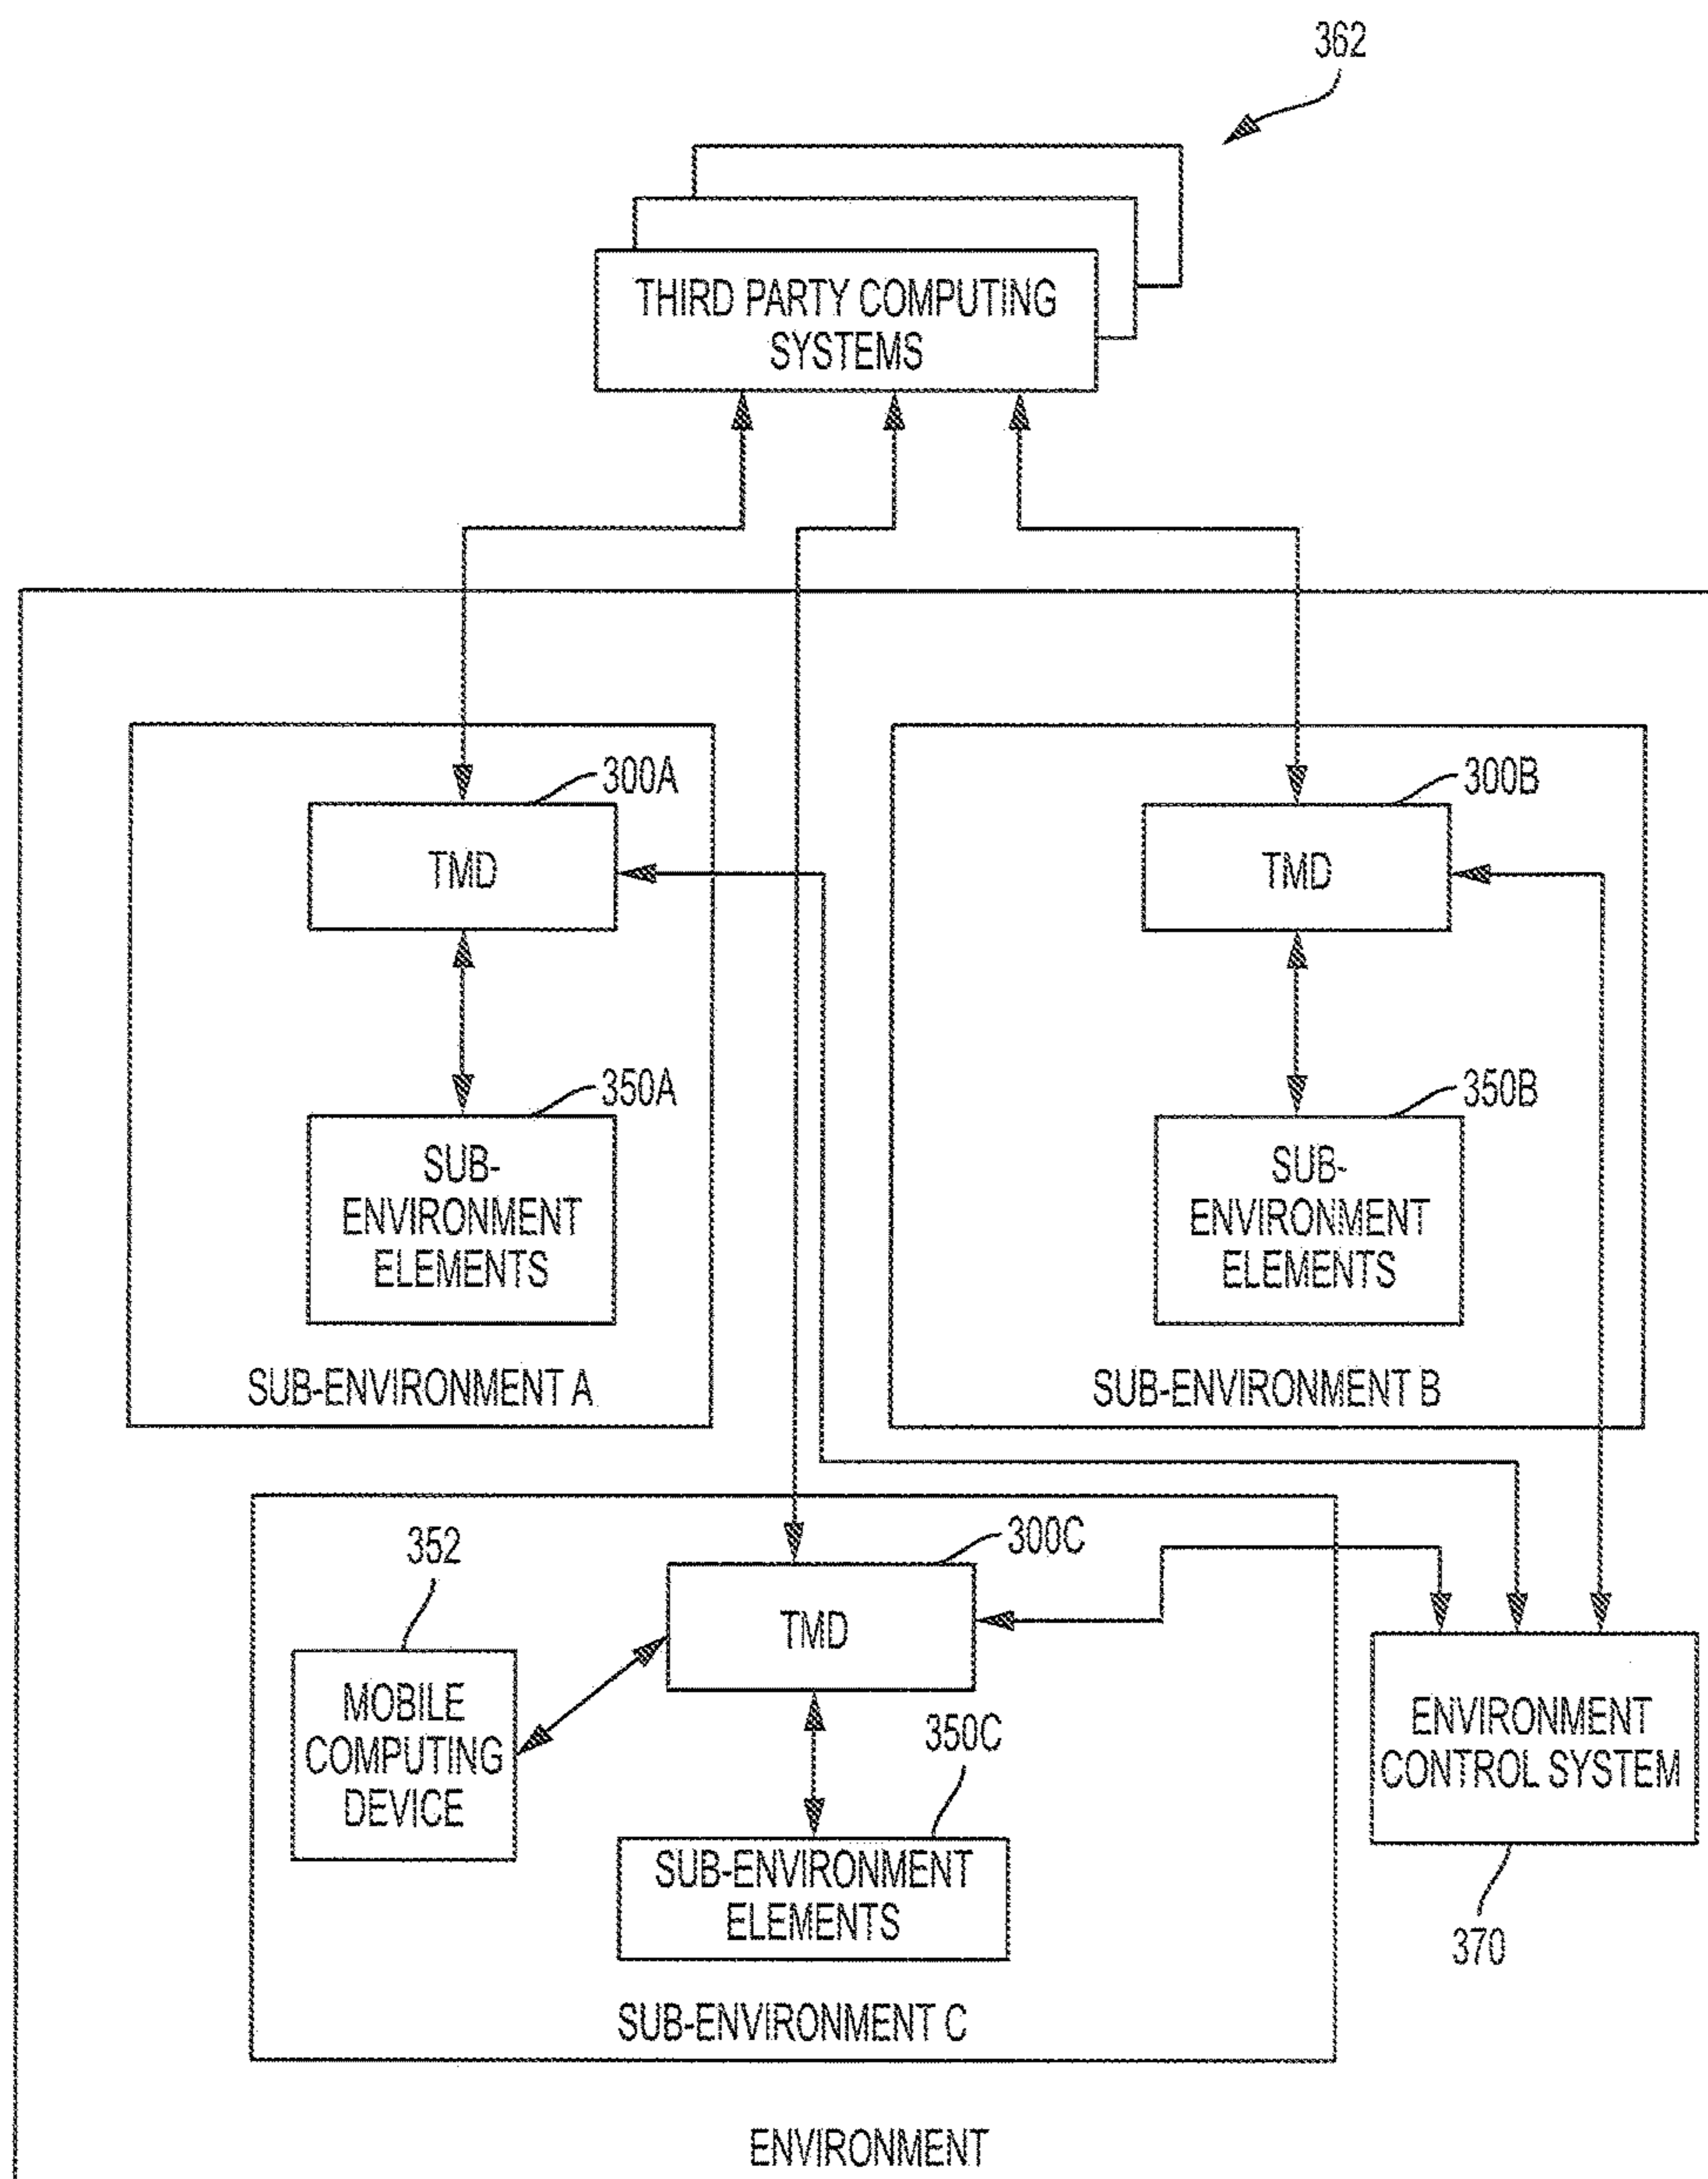 362
THIRD PARTY COMPUTING
SYSTEMS
300A
300B
TMD
TMD
350A
350B
SUB-
ENVIRONMENT
ELEMENTS
SUB-
ENVIRONMENT
ELEMENTS
SUB-ENVIRONMENT A
SUB-ENVIRONMENT B
352
300C
TMD
MOBILE
COMPUTING
DEVICE
350C
ENVIRONMENT
CONTROL SYSTEM
SUB-ENVIRONMENT
ELEMENTS
370
SUB-ENVIRONMENT C
ENVIRONMENT